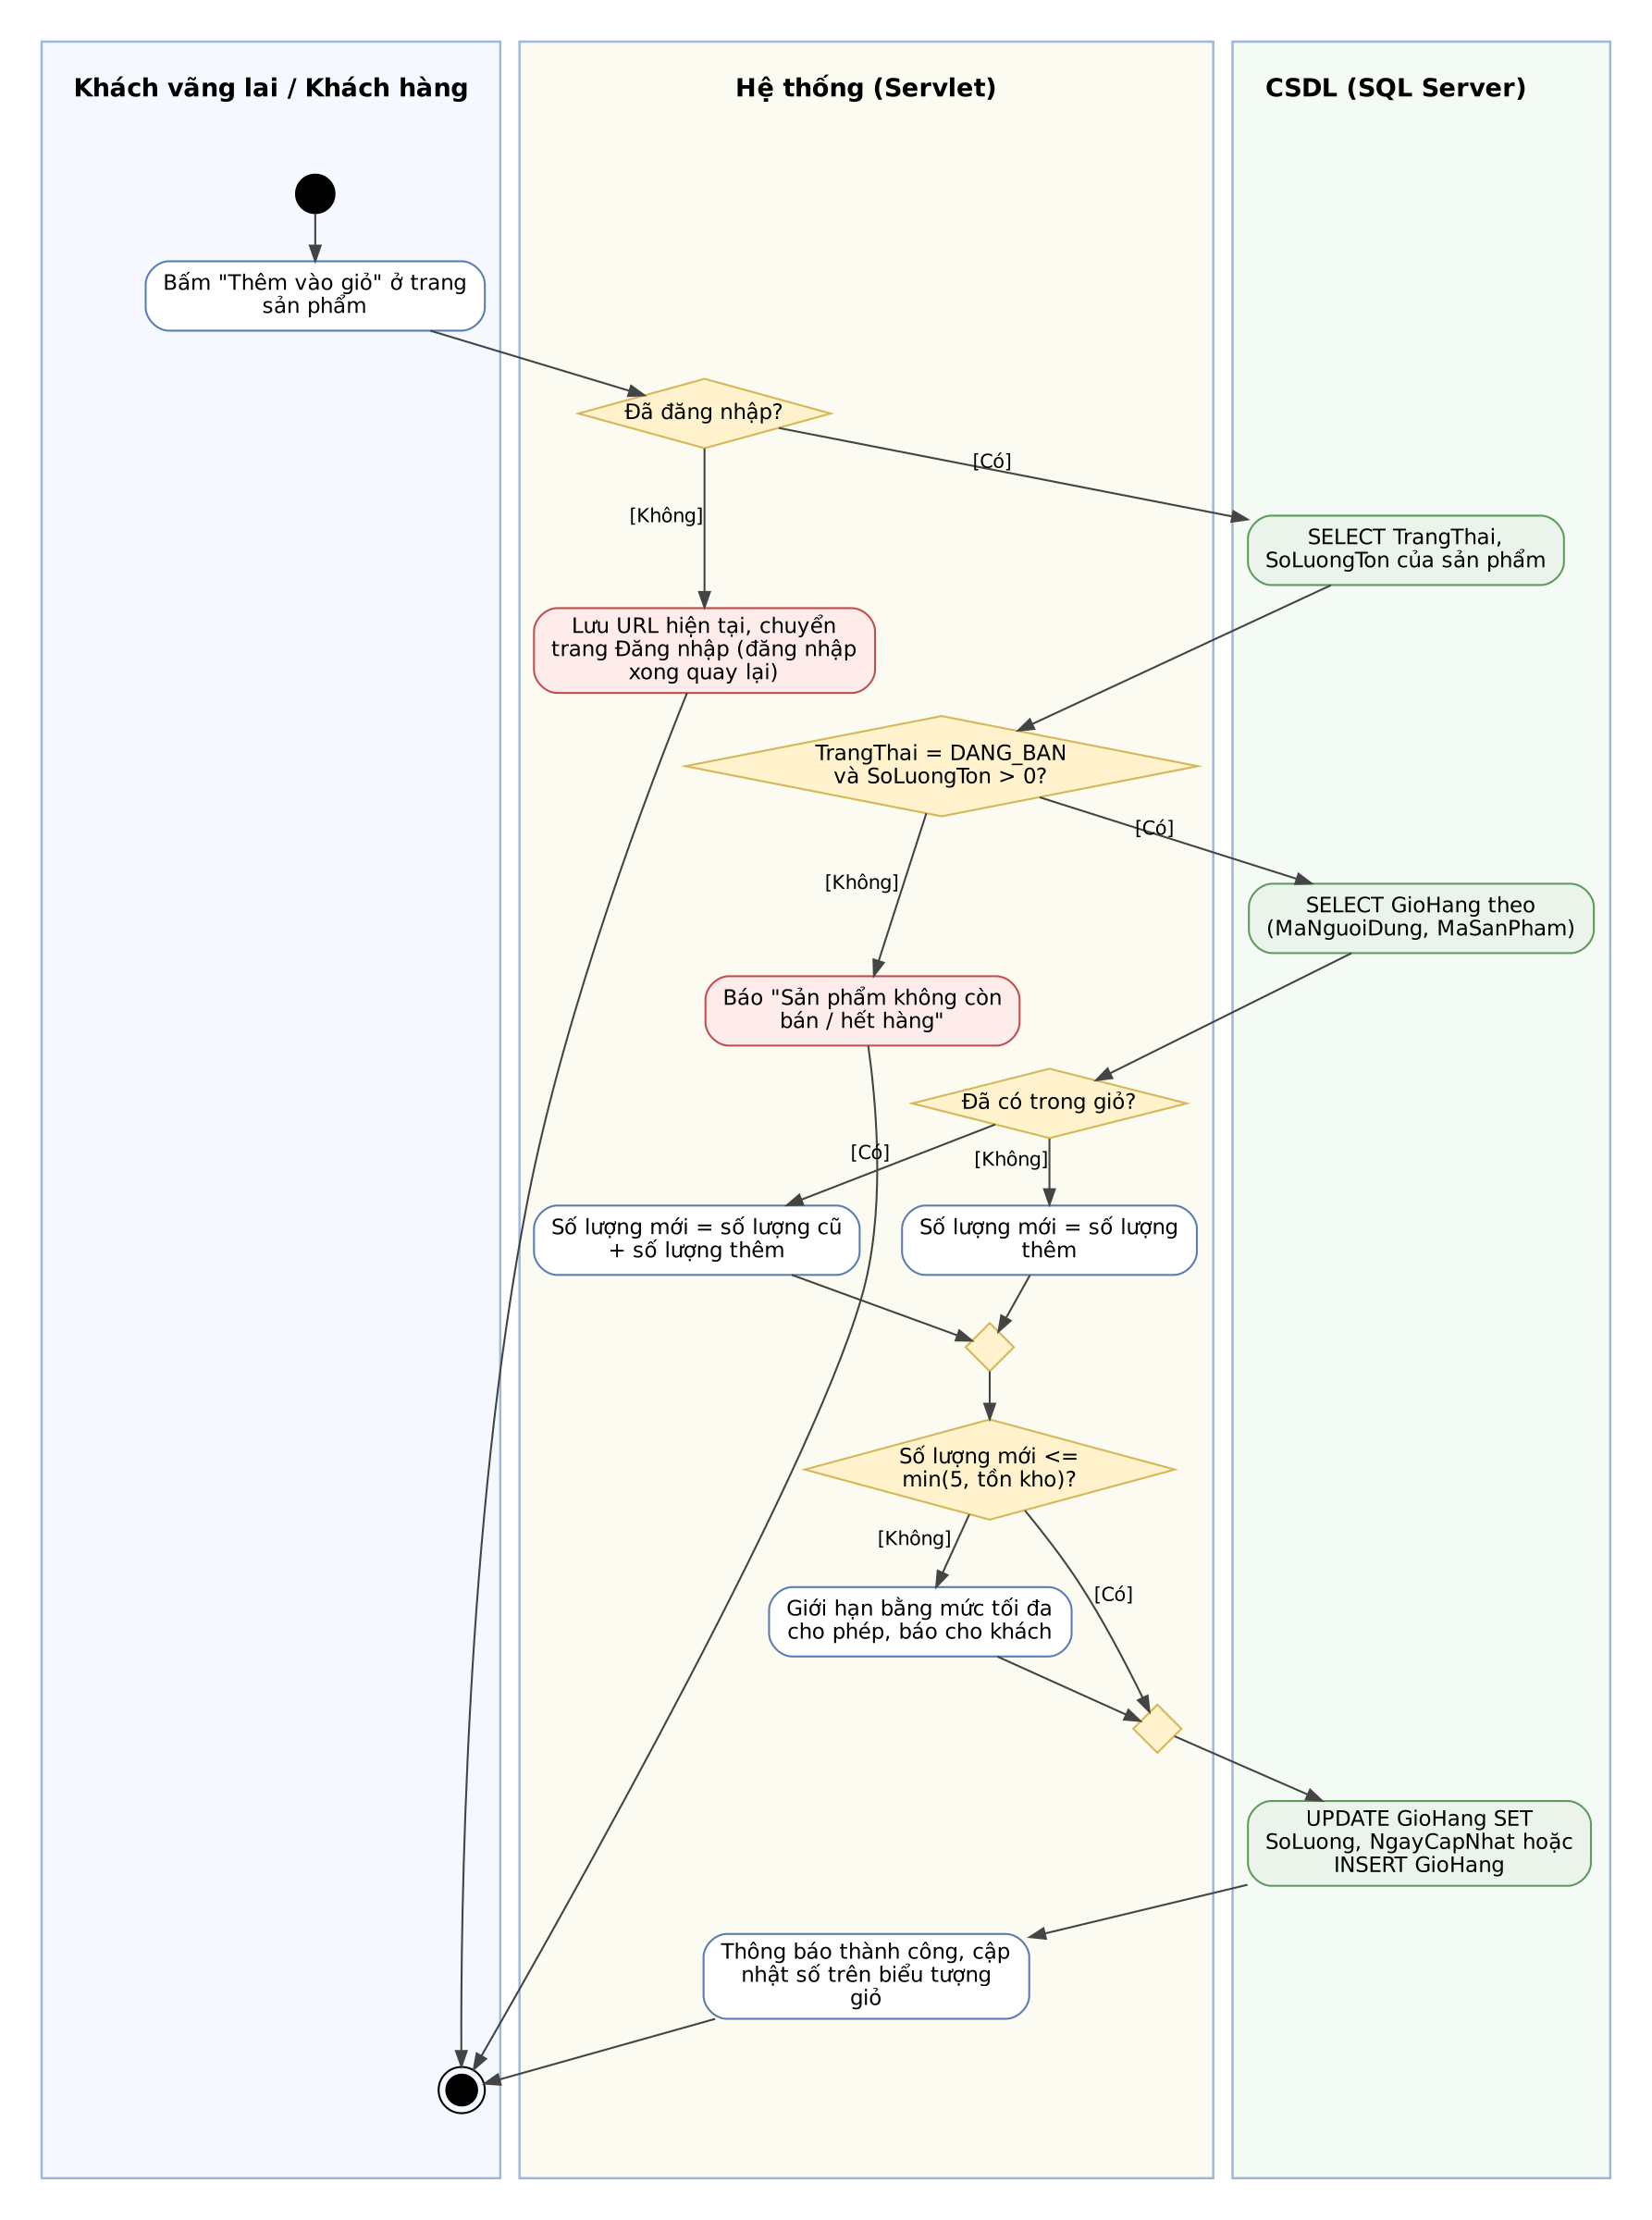 Khách vãng lai / Khách hàng
Hệ thống (Servlet)
CSDL (SQL Server)
Bấm "Thêm vào giỏ" ở trang
sản phẩm
Đã đăng nhập?
[Có]
[Không]
SELECT TrangThai,
SoLuongTon của sản phẩm
Lưu URL hiện tại, chuyển
trang Đăng nhập (đăng nhập
xong quay lại)
TrangThai = DANG_BAN
và SoLuongTon > 0?
[Có]
[Không]
SELECT GioHang theo
(MaNguoiDung, MaSanPham)
Báo "Sản phẩm không còn
bán / hết hàng"
Đã có trong giỏ?
[Có]
[Không]
Số lượng mới = số lượng cũ
+ số lượng thêm
Số lượng mới = số lượng
thêm
Số lượng mới <=
min(5, tồn kho)?
[Không]
[Có]
Giới hạn bằng mức tối đa
cho phép, báo cho khách
UPDATE GioHang SET
SoLuong, NgayCapNhat hoặc
INSERT GioHang
Thông báo thành công, cập
nhật số trên biểu tượng
giỏ